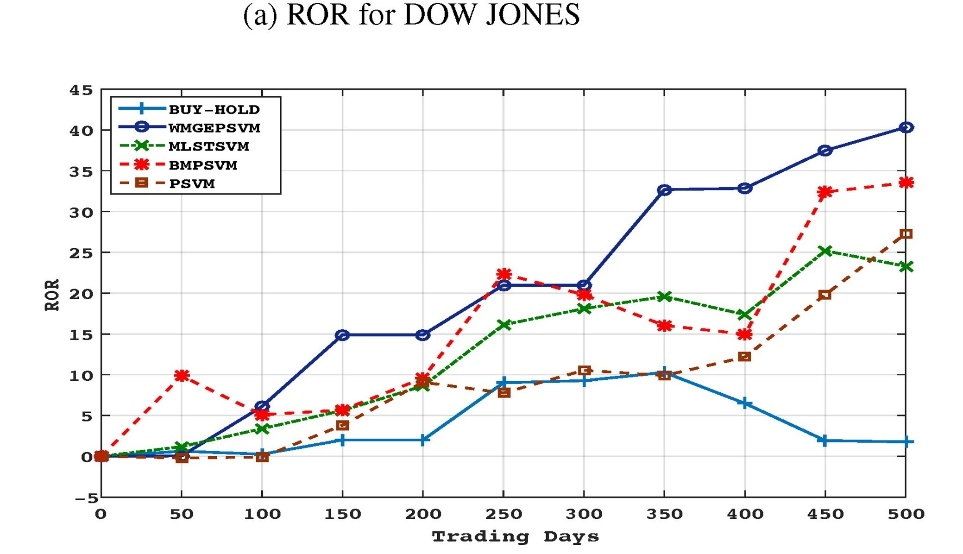 (a) ROR for DOW JONES
45
40
35
30
25
20
15
10
5
0
-5
ROR
BUY-HOLD
WMGEPSVM
MLSTSVM
BMPSVM
PSVM
0 50 100 150 200 250 300 350 400 450 500
Trading Days